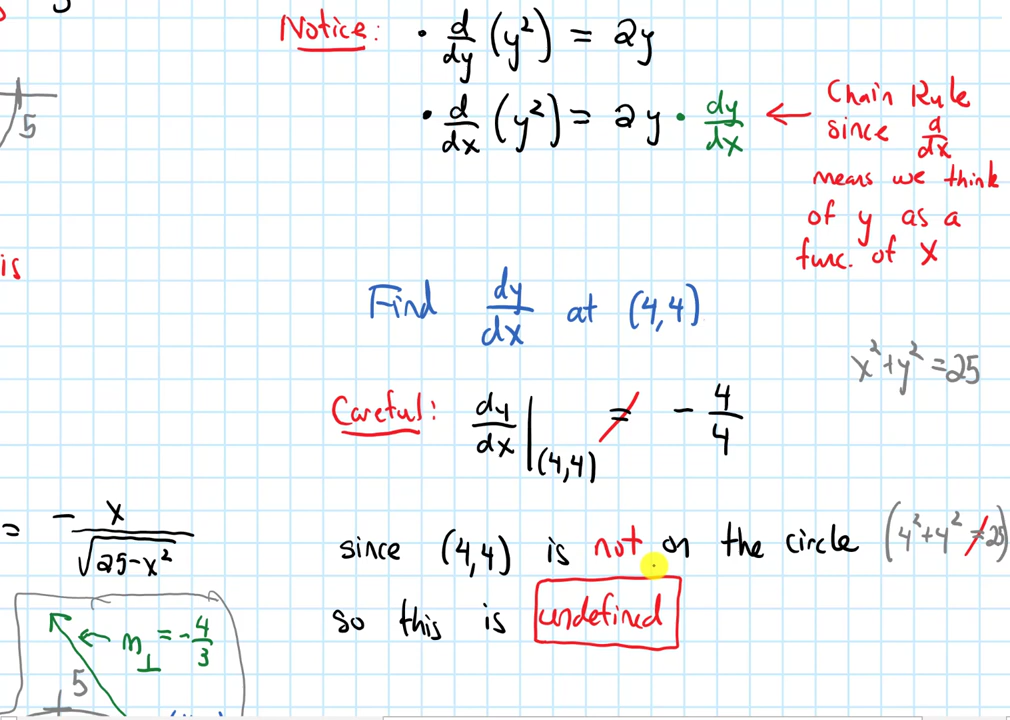 Notice: • d/dy (y²) = 2y
• d/dx (y²) = 2y • dy/dx ←
Chain Rule
since d/dx
means we think
of y as a
func. of x
5
is
Find dy/dx at (4,4)
x² + y² = 25
Careful: dy/dx |(4,4) ≠ - 4/4
= - x/√(25-x²)
since (4,4) is not on the circle (4² + 4² ≠ 25)
so this is undefined
← m⊥ = - 4/3
5